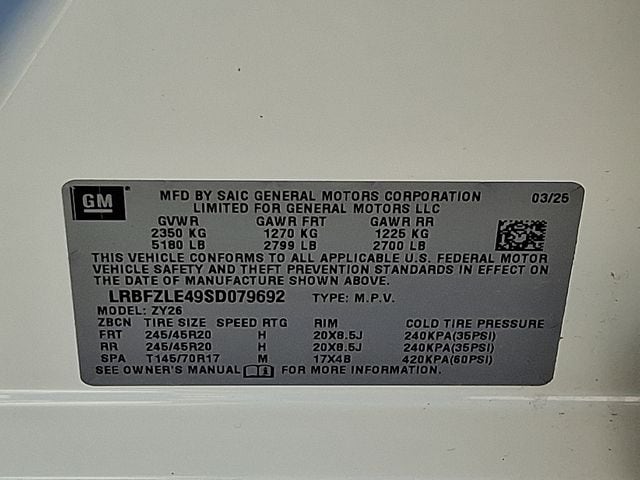 GM
MFD BY SAIC GENERAL MOTORS CORPORATION 03/25
LIMITED FOR GENERAL MOTORS LLC
GVWR GAWR FRT GAWR RR
2350 KG 1270 KG 1225 KG
5180 LB 2799 LB 2700 LB
THIS VEHICLE CONFORMS TO ALL APPLICABLE U.S. FEDERAL MOTOR
VEHICLE SAFETY AND THEFT PREVENTION STANDARDS IN EFFECT ON
THE DATE OF MANUFACTURE SHOWN ABOVE.
LRBFZLE49SD079692 TYPE: M.P.V.
MODEL: ZY26
ZBCN TIRE SIZE SPEED RTG RIM COLD TIRE PRESSURE
FRT 245/45R20 H 20X8.5J 240KPA(35PSI)
RR 245/45R20 H 20X8.5J 240KPA(35PSI)
SPA T145/70R17 M 17X4B 420KPA(60PSI)
SEE OWNER'S MANUAL FOR MORE INFORMATION.